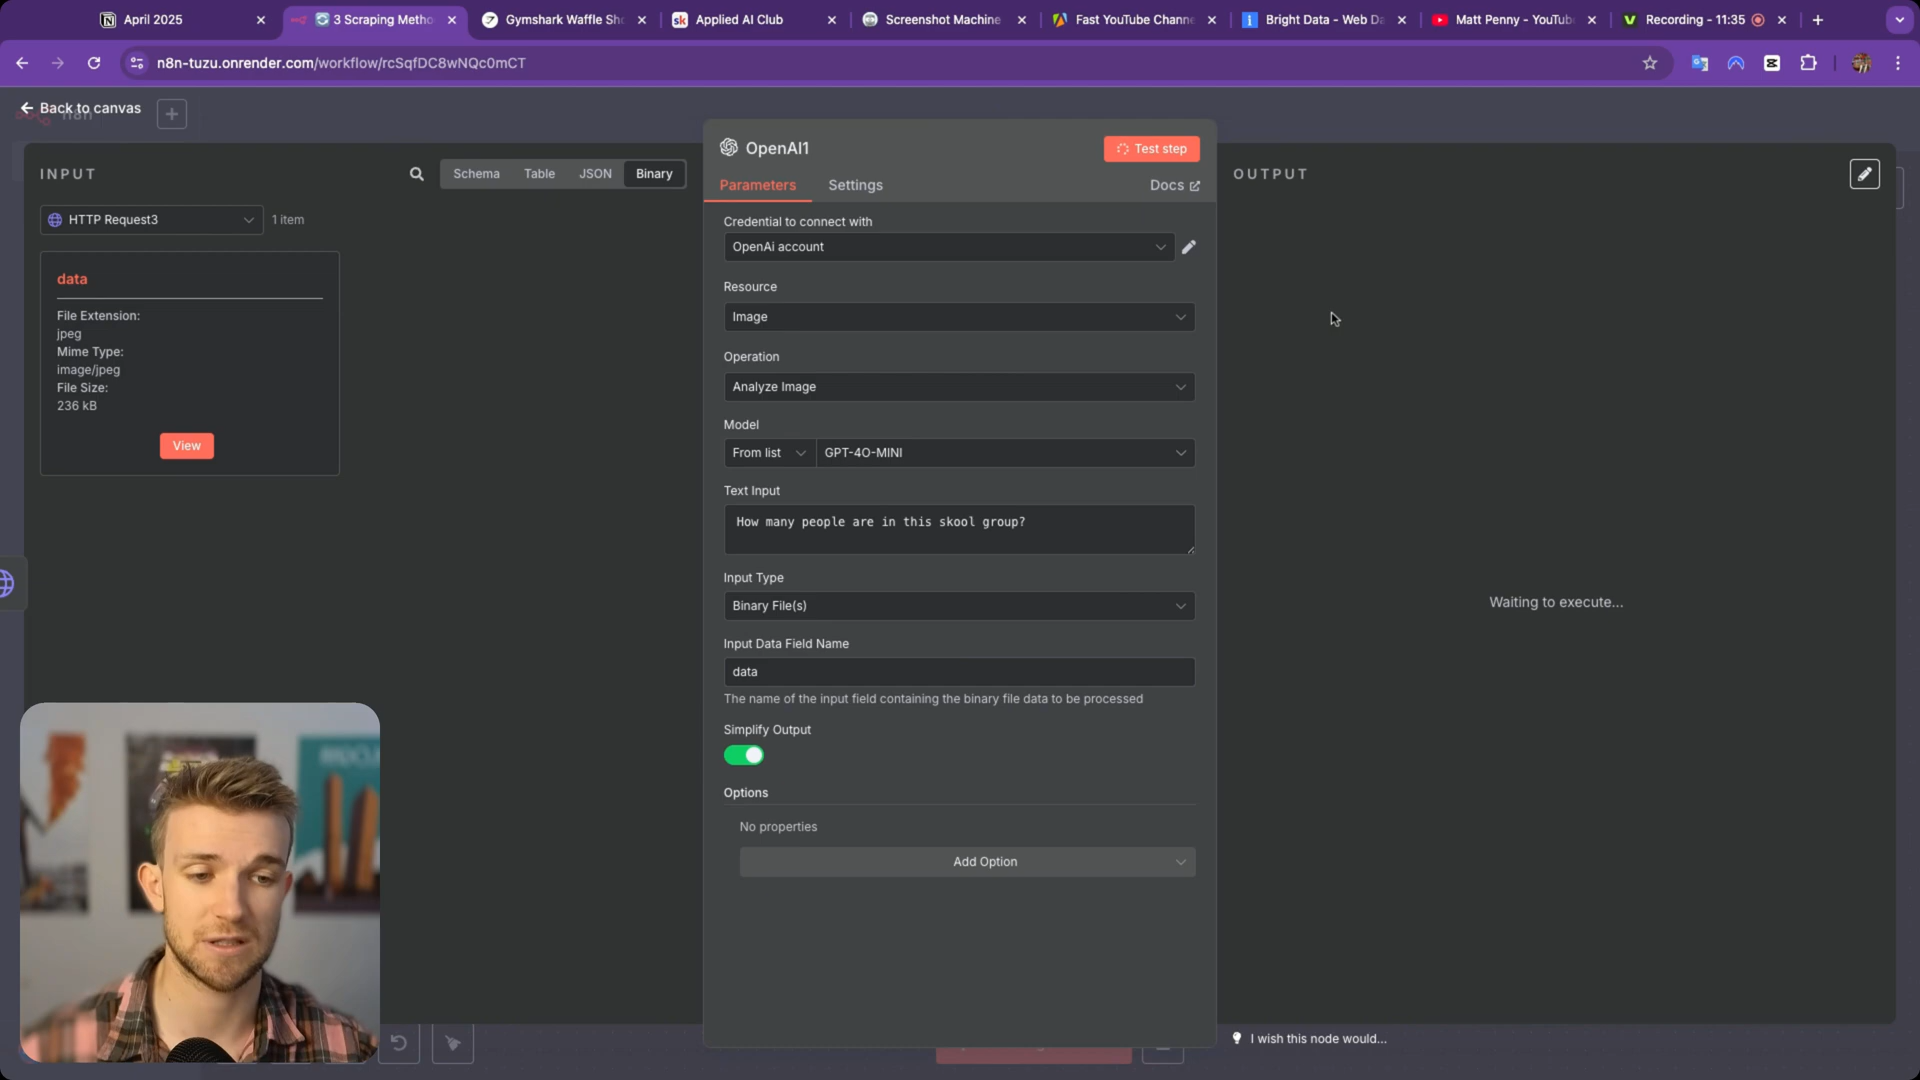 April 2025
3 Scraping Metho
Gymshark Waffle Sho
Applied AI Club
Screenshot Machine
Fast YouTube Channe
Bright Data - Web Da
Matt Penny - YouTub
Recording - 11:35
n8n-tuzu.onrender.com/workflow/rcSqfDC8wNQc0mCT
Back to canvas
n8n
INPUT
Schema
Table
JSON
Binary
HTTP Request3
1 item
data
File Extension:
jpeg
Mime Type:
image/jpeg
File Size:
236 kB
View
OpenAI1
Test step
Parameters
Settings
Docs
Credential to connect with
OpenAi account
Resource
Image
Operation
Analyze Image
Model
From list
GPT-4O-MINI
Text Input
How many people are in this skool group?
Input Type
Binary File(s)
Input Data Field Name
data
The name of the input field containing the binary file data to be processed
Simplify Output
Options
No properties
Add Option
OUTPUT
Waiting to execute...
I wish this node would...